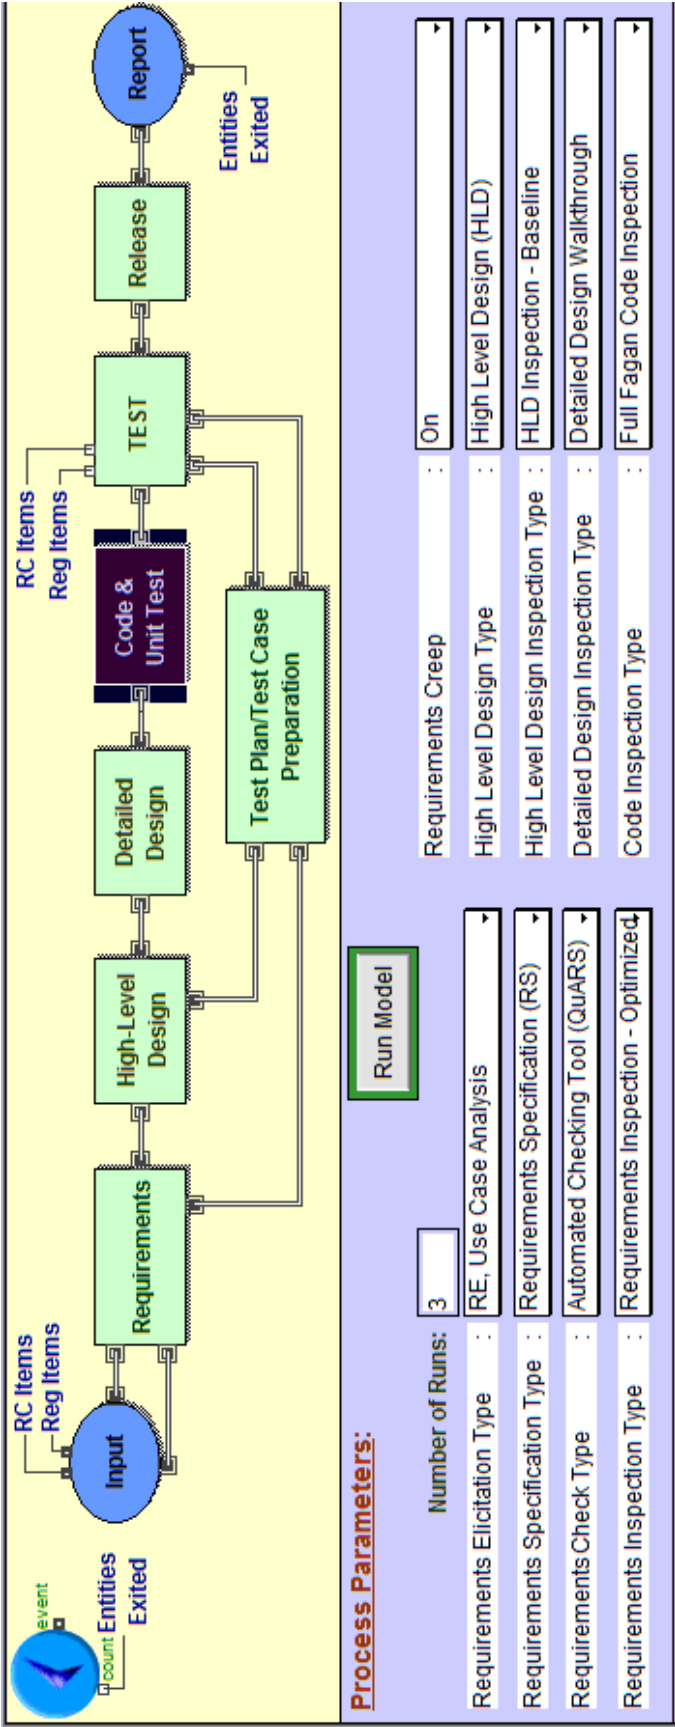 event
count
Entities
Exited
RC Items
Reg Items
Input
Requirements
High-Level
Design
Detailed
Design
Code &
Unit Test
RC Items
Reg Items
TEST
Release
Report
Entities
Exited
Test Plan/Test Case
Preparation
Process Parameters:
Run Model
Number of Runs: 3
Requirements Elicitation Type : RE, Use Case Analysis
Requirements Specification Type : Requirements Specification (RS)
Requirements Check Type : Automated Checking Tool (QuARS)
Requirements Inspection Type : Requirements Inspection - Optimized
Requirements Creep : On
High Level Design Type : High Level Design (HLD)
High Level Design Inspection Type : HLD Inspection - Baseline
Detailed Design Inspection Type : Detailed Design Walkthrough
Code Inspection Type : Full Fagan Code Inspection